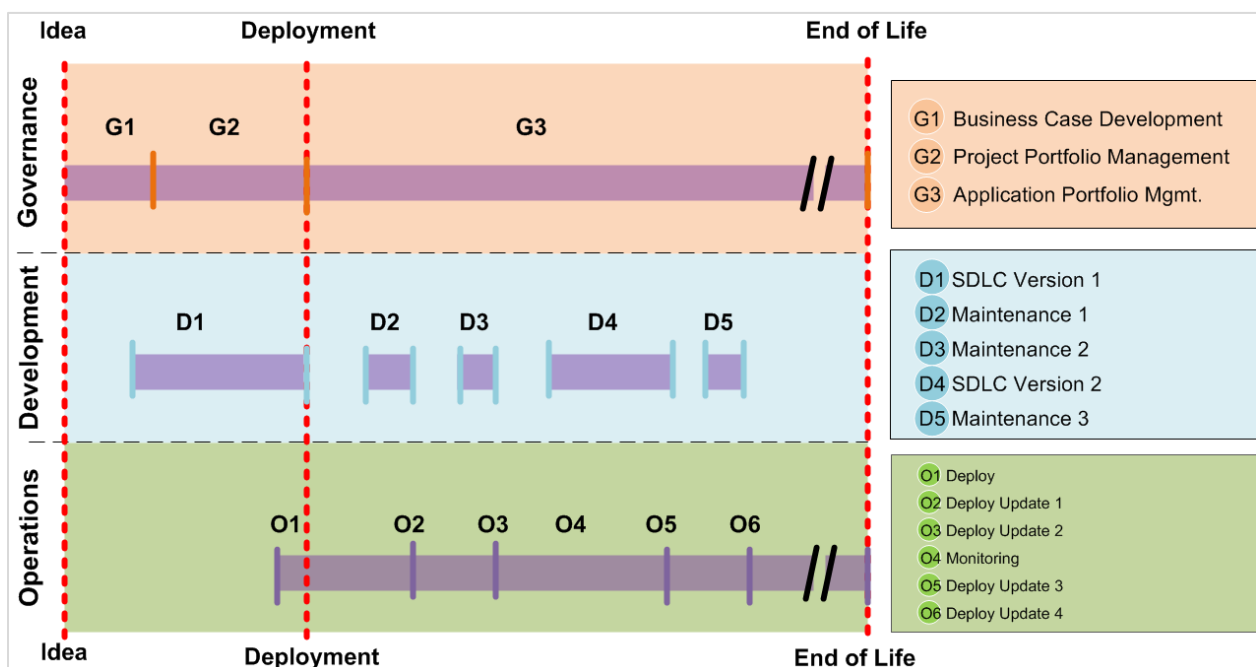 Idea Deployment End of Life
Governance
G1 G2 G3
G1 Business Case Development
G2 Project Portfolio Management
G3 Application Portfolio Mgmt.
Development
D1 D2 D3 D4 D5
D1 SDLC Version 1
D2 Maintenance 1
D3 Maintenance 2
D4 SDLC Version 2
D5 Maintenance 3
Operations
O1 O2 O3 O4 O5 O6
O1 Deploy
O2 Deploy Update 1
O3 Deploy Update 2
O4 Monitoring
O5 Deploy Update 3
O6 Deploy Update 4
Idea Deployment End of Life